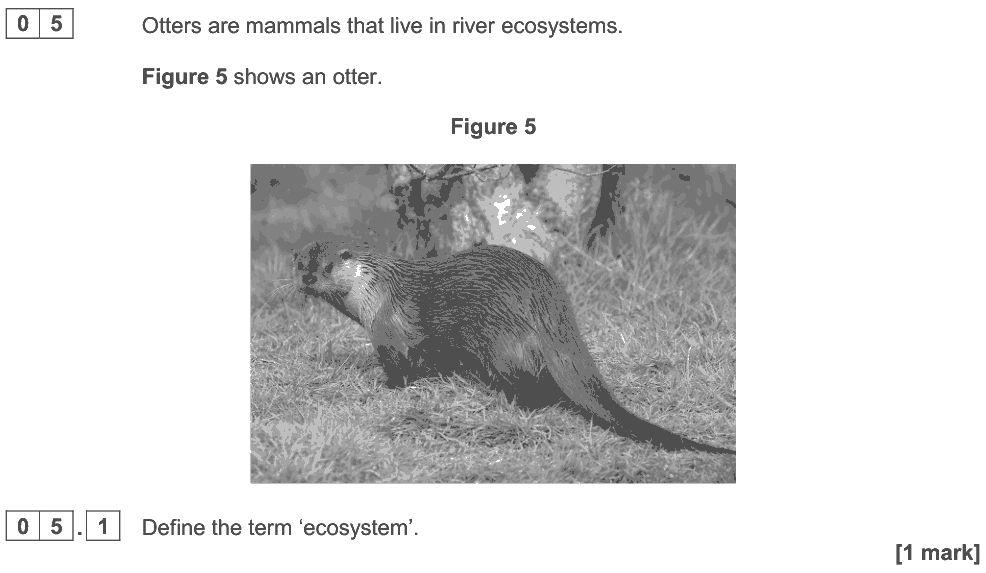 0 5 Otters are mammals that live in river ecosystems.
Figure 5 shows an otter.
Figure 5
0 5 . 1 Define the term ‘ecosystem’.
[1 mark]